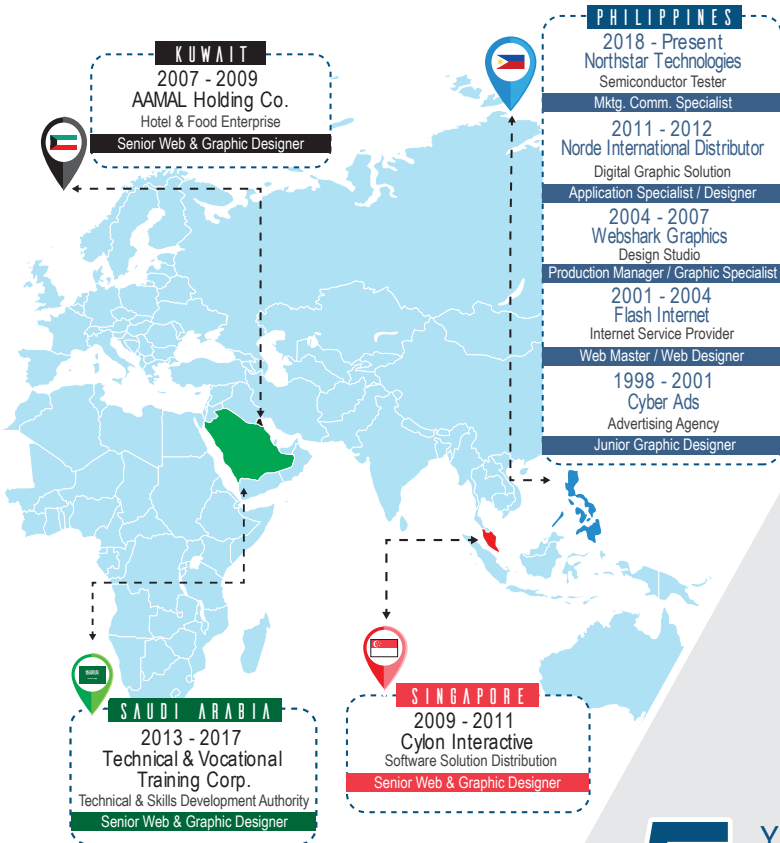 KUWAIT
2007 - 2009
AAMAL Holding Co.
Hotel & Food Enterprise
Senior Web & Graphic Designer
PHILIPPINES
2018 - Present
Northstar Technologies
Semiconductor Tester
Mktg. Comm. Specialist
2011 - 2012
Norde International Distributor
Digital Graphic Solution
Application Specialist / Designer
2004 - 2007
Webshark Graphics
Design Studio
Production Manager / Graphic Specialist
2001 - 2004
Flash Internet
Internet Service Provider
Web Master / Web Designer
1998 - 2001
Cyber Ads
Advertising Agency
Junior Graphic Designer
SAUDI ARABIA
2013 - 2017
Technical & Vocational
Training Corp.
Technical & Skills Development Authority
Senior Web & Graphic Designer
SINGAPORE
2009 - 2011
Cylon Interactive
Software Solution Distribution
Senior Web & Graphic Designer
Y